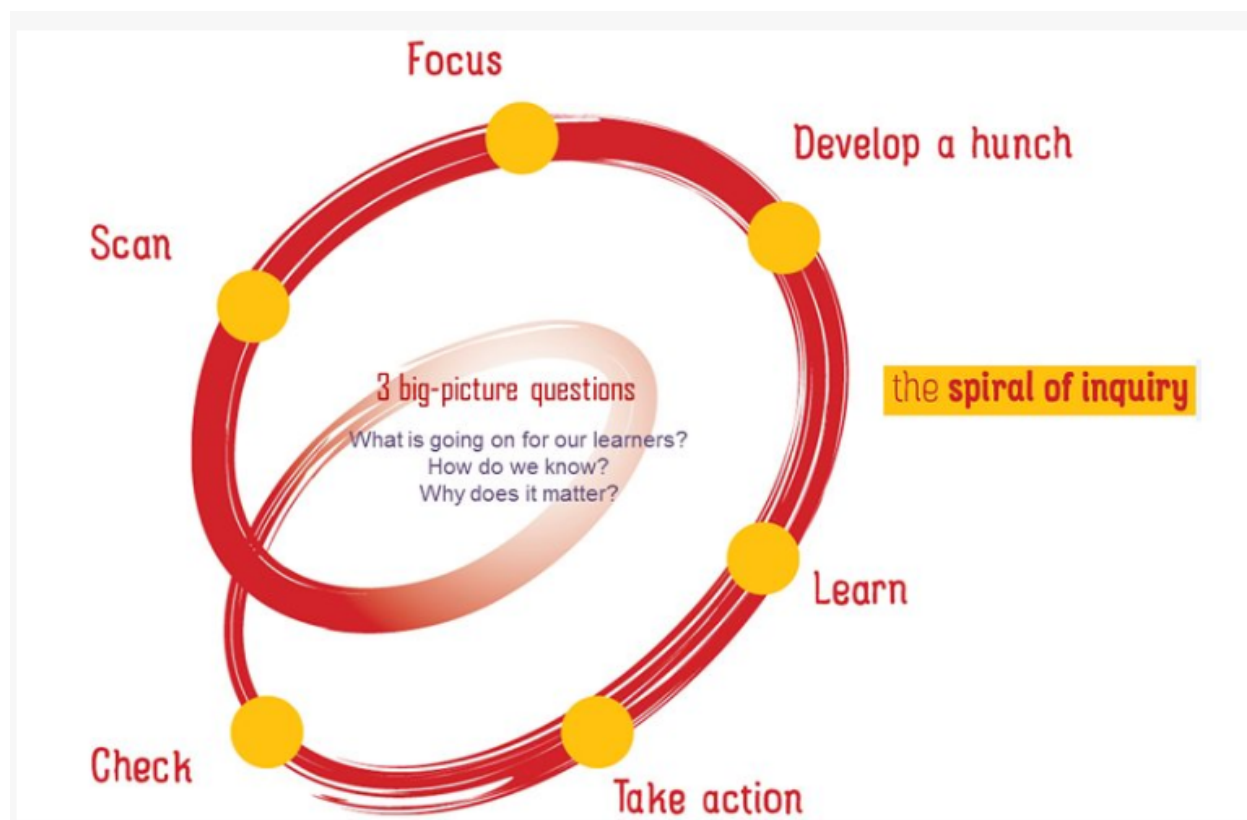 Focus
Develop a hunch
Scan
3 big-picture questions
What is going on for our learners?
How do we know?
Why does it matter?
the spiral of inquiry
Learn
Check
Take action